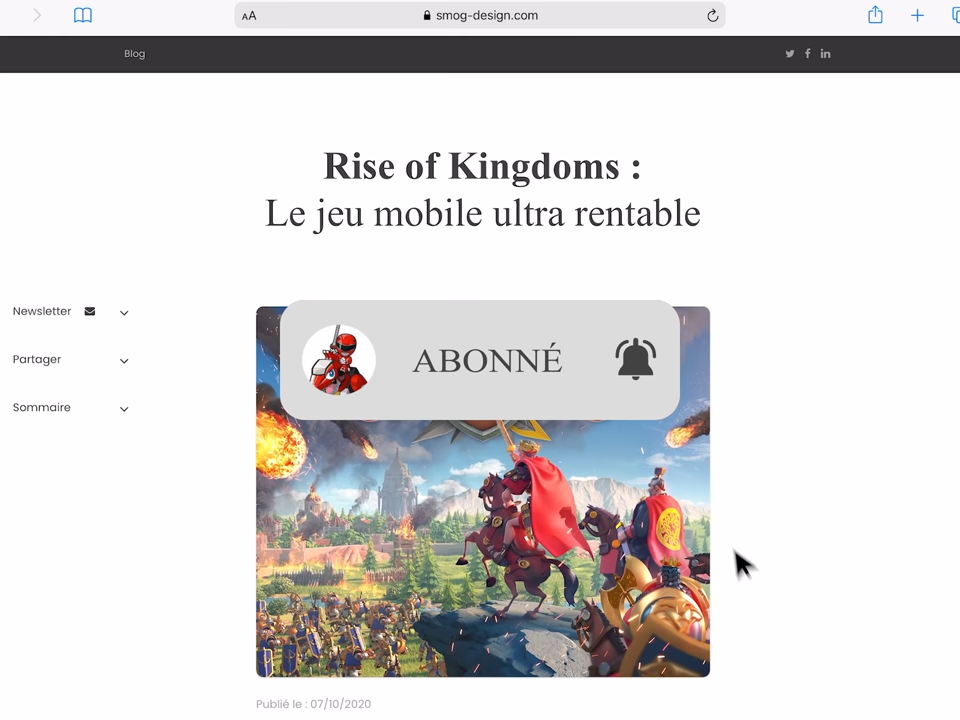 AA
smog-design.com
Blog
Rise of Kingdoms :
Le jeu mobile ultra rentable
Newsletter
Partager
Sommaire
ABONNÉ
Publié le : 07/10/2020